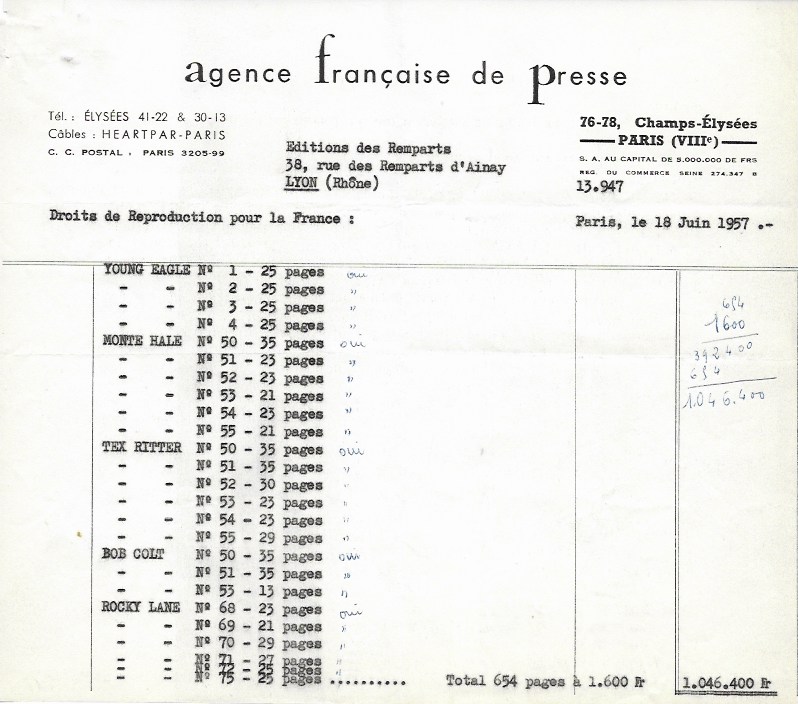 agence française de presse
Tél. : ÉLYSÉES 41-22 & 30-13
Câbles : HEARTPAR-PARIS
C. C. POSTAL . PARIS 3205-99
76-78, Champs-Élysées
PARIS (VIIIe)
S. A. AU CAPITAL DE 5.000.000 DE FRS
REG. DU COMMERCE SEINE 274.347 B
13.947
Editions des Remparts
38, rue des Remparts d'Ainay
LYON (Rhône)
Droits de Reproduction pour la France :
Paris, le 18 Juin 1957 .-
YOUNG EAGLE Nº 1 - 25 pages oui
- - Nº 2 - 25 pages "
- - Nº 3 - 25 pages "
- - Nº 4 - 25 pages "
MONTE HALE Nº 50 - 35 pages oui
- - Nº 51 - 23 pages "
- - Nº 52 - 23 pages "
- - Nº 53 - 21 pages "
- - Nº 54 - 23 pages "
- - Nº 55 - 21 pages "
TEX RITTER Nº 50 - 35 pages oui
- - Nº 51 - 35 pages "
- - Nº 52 - 30 pages "
- - Nº 53 - 23 pages "
- - Nº 54 - 23 pages "
- - Nº 55 - 29 pages "
BOB COLT Nº 50 - 35 pages oui
- - Nº 51 - 35 pages "
- - Nº 53 - 13 pages "
ROCKY LANE Nº 68 - 23 pages oui
- - Nº 69 - 21 pages "
- - Nº 70 - 29 pages "
- - Nº 71 - 27 pages "
- - Nº 72 - 25 pages "
- - Nº 75 - 25 pages .......... Total 654 pages à 1.600 Fr 1.046.400 Fr
654
1600
392400
654
1.046.400